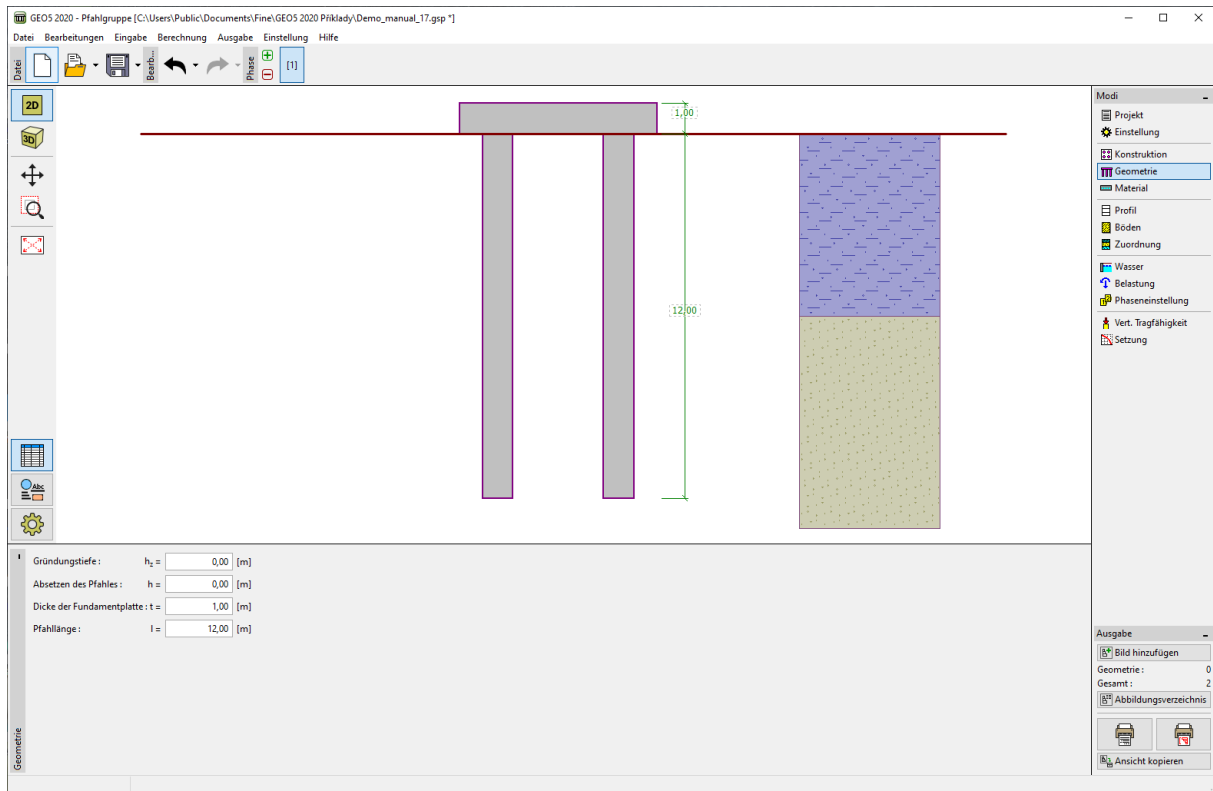 GEO5 2020 - Pfahlgruppe [C:\Users\Public\Documents\Fine\GEO5 2020 Příklady\Demo_manual_17.gsp *]
Datei Bearbeitungen Eingabe Berechnung Ausgabe Einstellung Hilfe
Datei
Bearb...
Phase
[1]
2D
3D
Abc
1,00
12,00
Modi
Projekt
Einstellung
Konstruktion
Geometrie
Material
Profil
Böden
Zuordnung
Wasser
Belastung
Phaseneinstellung
Vert. Tragfähigkeit
Setzung
Geometrie
Gründungstiefe : hz = 0,00 [m]
Absetzen des Pfahles : h = 0,00 [m]
Dicke der Fundamentplatte : t = 1,00 [m]
Pfahllänge : l = 12,00 [m]
Ausgabe
Bild hinzufügen
Geometrie : 0
Gesamt : 2
Abbildungsverzeichnis
Ansicht kopieren